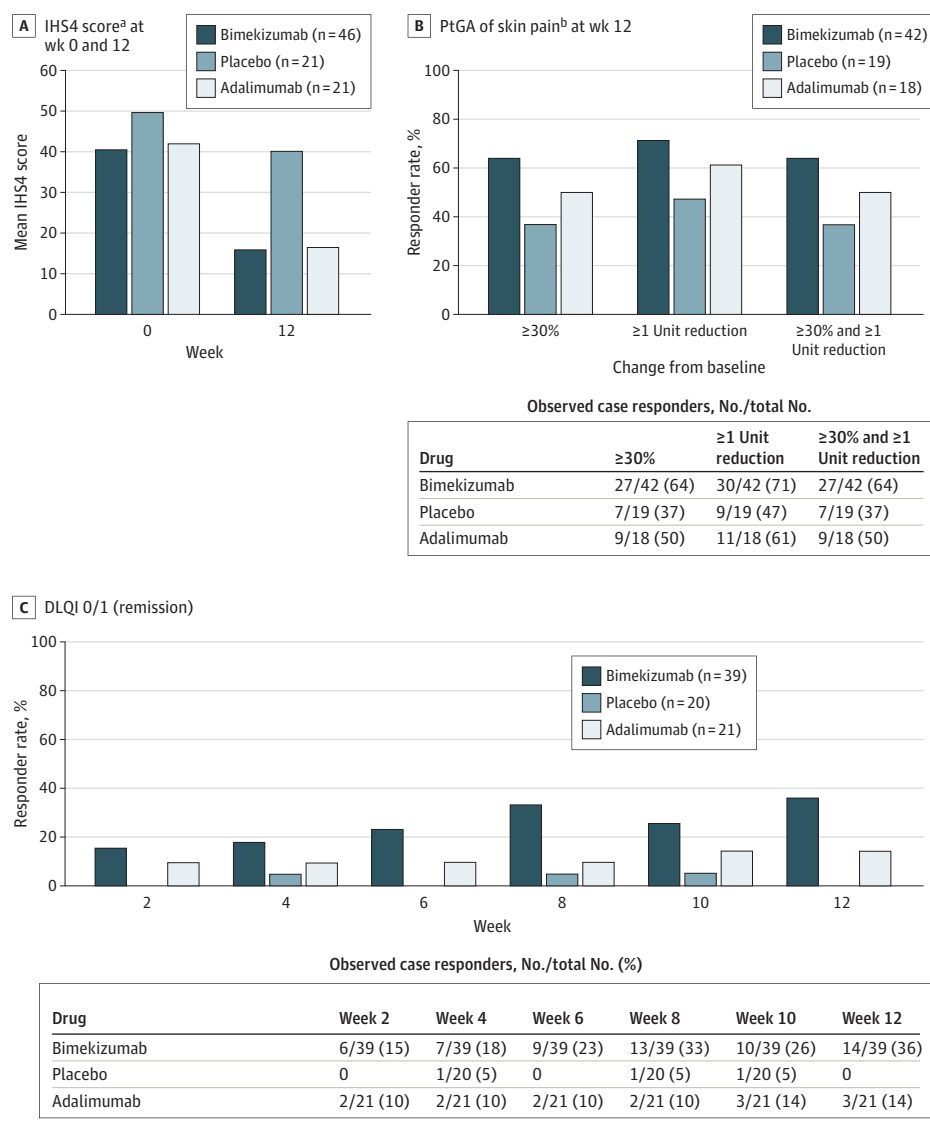 A IHS4 scoreᵃ at
wk 0 and 12
Bimekizumab (n=46)
Placebo (n=21)
Adalimumab (n=21)
Mean IHS4 score
60
50
40
30
20
10
0
0 12
Week
B PtGA of skin painᵇ at wk 12
Bimekizumab (n=42)
Placebo (n=19)
Adalimumab (n=18)
Responder rate, %
100
80
60
40
20
0
≥30% ≥1 Unit reduction ≥30% and ≥1
Unit reduction
Change from baseline
Observed case responders, No./total No.
≥1 Unit ≥30% and ≥1
Drug ≥30% reduction Unit reduction
Bimekizumab 27/42 (64) 30/42 (71) 27/42 (64)
Placebo 7/19 (37) 9/19 (47) 7/19 (37)
Adalimumab 9/18 (50) 11/18 (61) 9/18 (50)
C DLQI 0/1 (remission)
Bimekizumab (n=39)
Placebo (n=20)
Adalimumab (n=21)
Responder rate, %
100
80
60
40
20
0
2 4 6 8 10 12
Week
Observed case responders, No./total No. (%)
Drug Week 2 Week 4 Week 6 Week 8 Week 10 Week 12
Bimekizumab 6/39 (15) 7/39 (18) 9/39 (23) 13/39 (33) 10/39 (26) 14/39 (36)
Placebo 0 1/20 (5) 0 1/20 (5) 1/20 (5) 0
Adalimumab 2/21 (10) 2/21 (10) 2/21 (10) 2/21 (10) 3/21 (14) 3/21 (14)